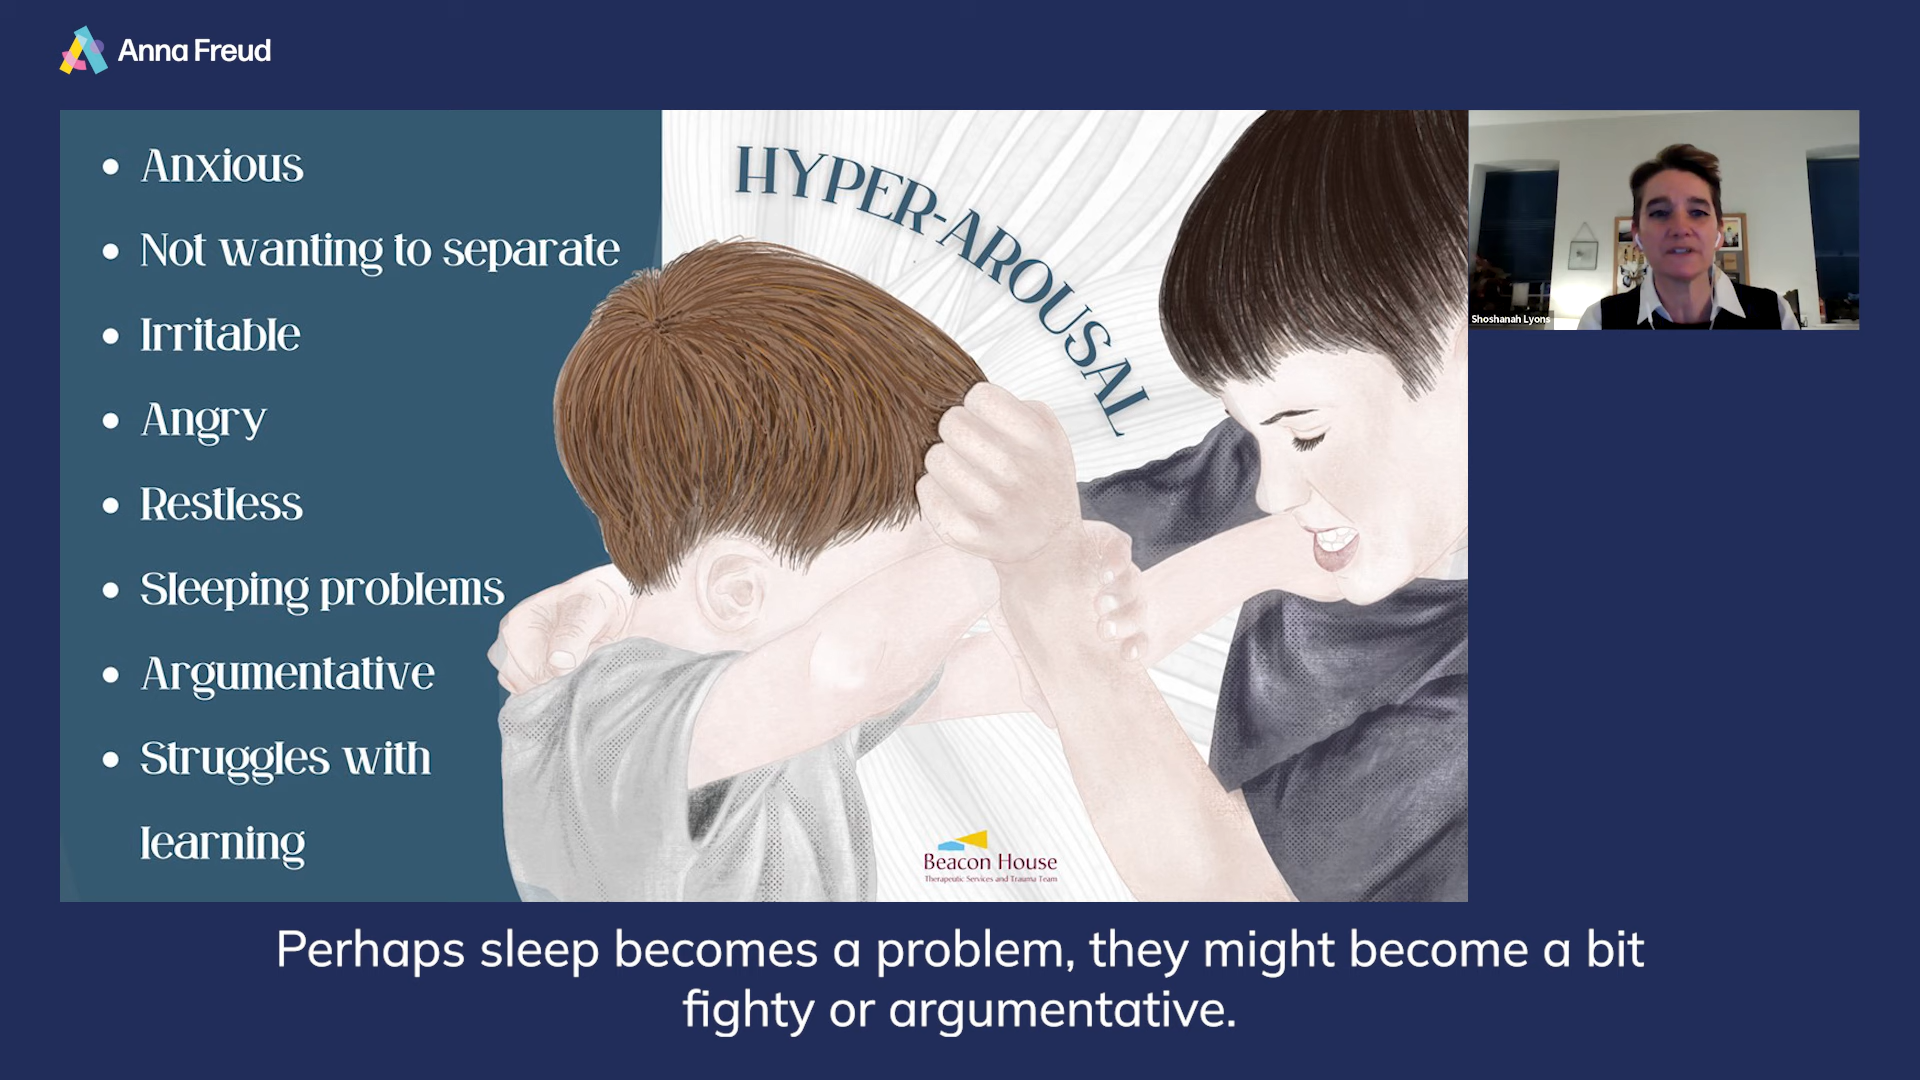 Anna Freud
Anxious
Not wanting to separate
Irritable
Angry
Restless
Sleeping problems
Argumentative
Struggles with
learning
HYPER-AROUSAL
Beacon House
Therapeutic Services and Trauma Team
Shoshanah Lyons
Perhaps sleep becomes a problem, they might become a bit
fighty or argumentative.